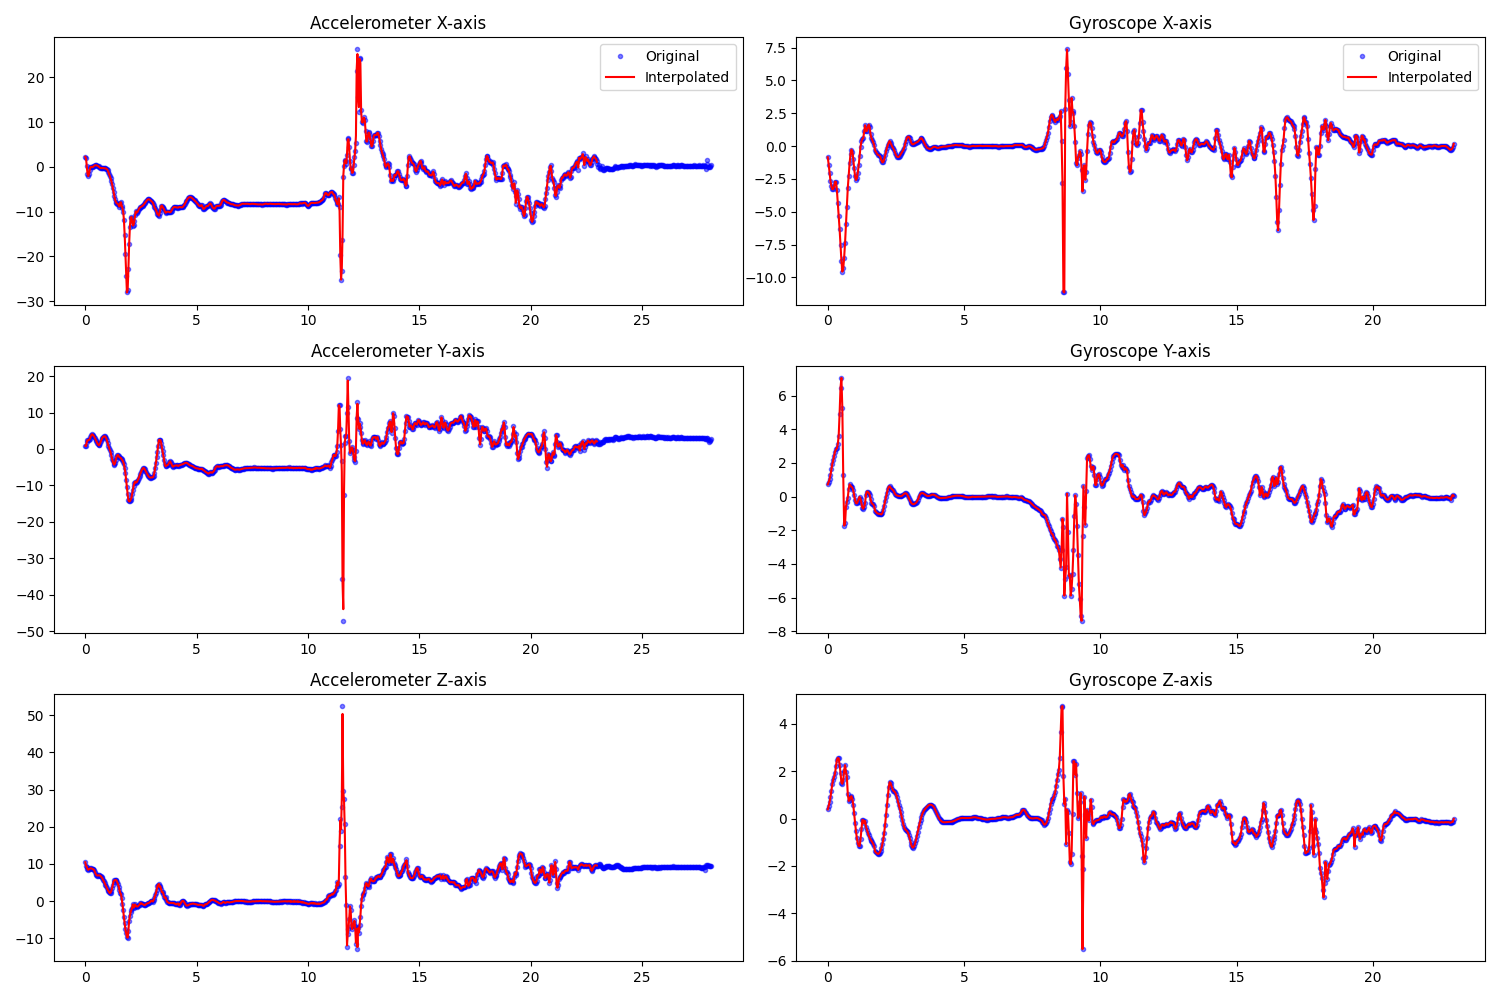 Accelerometer X-axis
20
10
0
−10
−20
−30
0 5 10 15 20 25
Original
Interpolated
Gyroscope X-axis
7.5
5.0
2.5
0.0
−2.5
−5.0
−7.5
−10.0
0 5 10 15 20
Original
Interpolated
Accelerometer Y-axis
20
10
0
−10
−20
−30
−40
−50
0 5 10 15 20 25
Gyroscope Y-axis
6
4
2
0
−2
−4
−6
−8
0 5 10 15 20
Accelerometer Z-axis
50
40
30
20
10
0
−10
0 5 10 15 20 25
Gyroscope Z-axis
4
2
0
−2
−4
−6
0 5 10 15 20